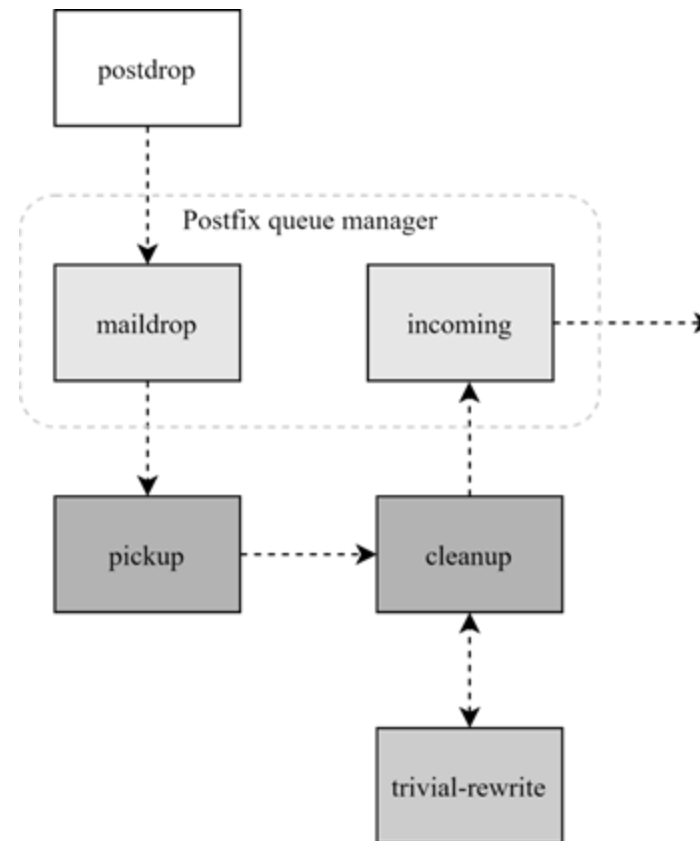 postdrop
Postfix queue manager
maildrop
incoming
pickup
cleanup
trivial-rewrite